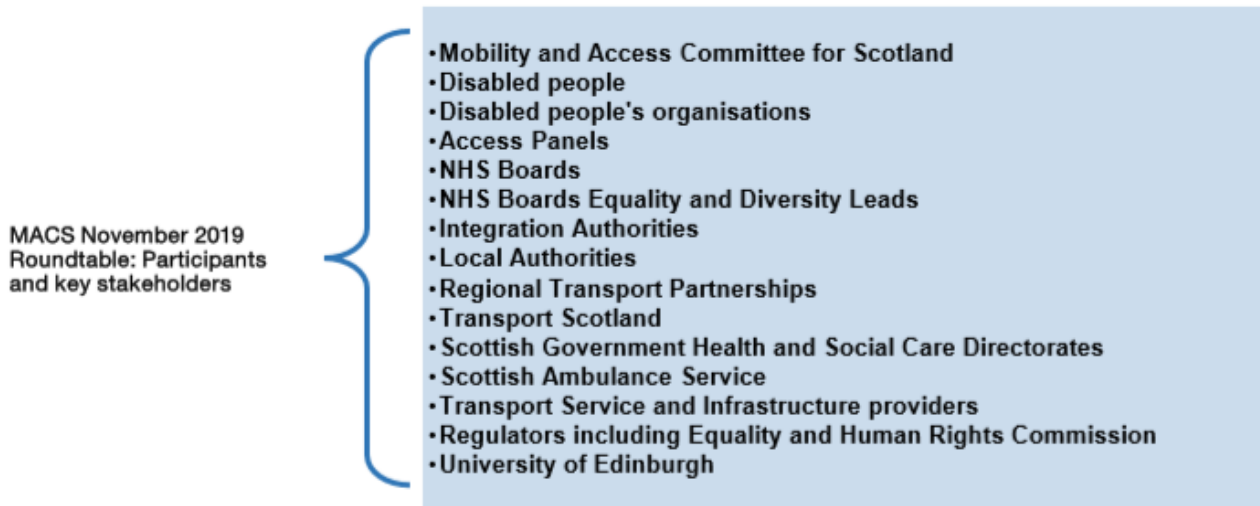 MACS November 2019
Roundtable: Participants
and key stakeholders
•Mobility and Access Committee for Scotland
•Disabled people
•Disabled people's organisations
•Access Panels
•NHS Boards
•NHS Boards Equality and Diversity Leads
•Integration Authorities
•Local Authorities
•Regional Transport Partnerships
•Transport Scotland
•Scottish Government Health and Social Care Directorates
•Scottish Ambulance Service
•Transport Service and Infrastructure providers
•Regulators including Equality and Human Rights Commission
•University of Edinburgh